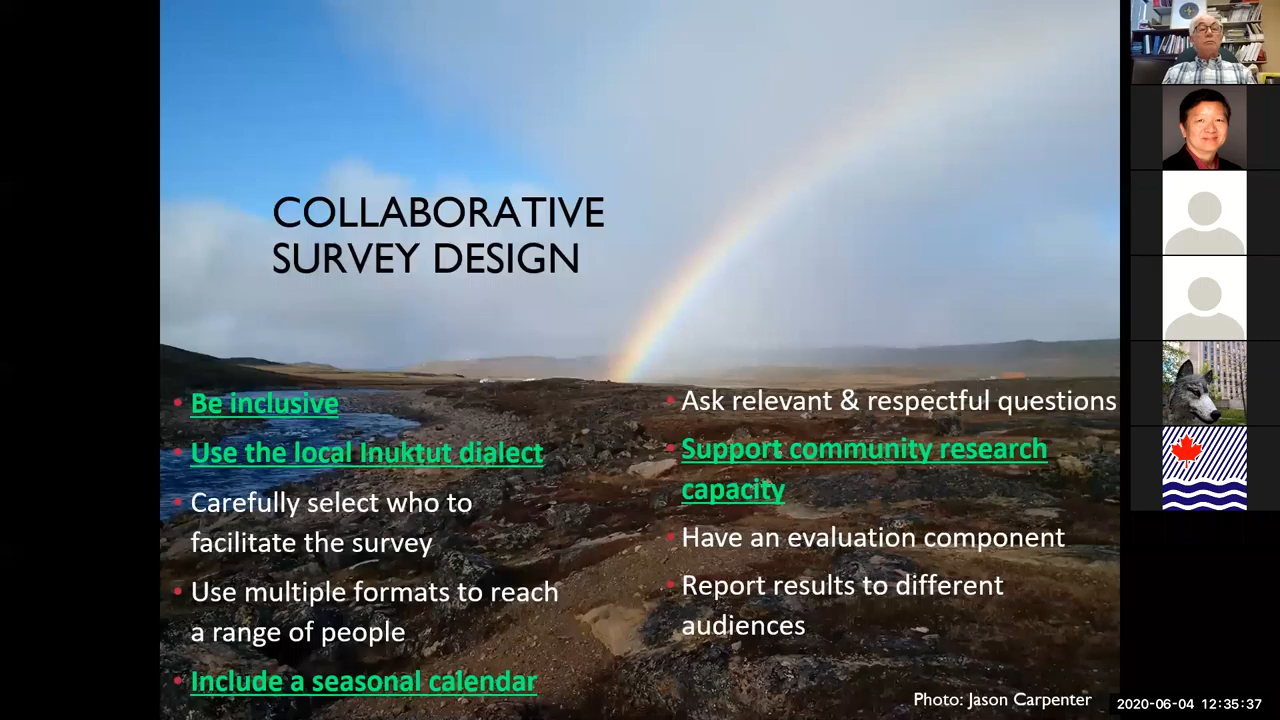 COLLABORATIVE
SURVEY DESIGN
• Be inclusive
• Use the local Inuktut dialect
• Carefully select who to
facilitate the survey
• Use multiple formats to reach
a range of people
• Include a seasonal calendar
• Ask relevant & respectful questions
• Support community research
capacity
• Have an evaluation component
• Report results to different
audiences
Photo: Jason Carpenter
2020-06-04 12:35:37